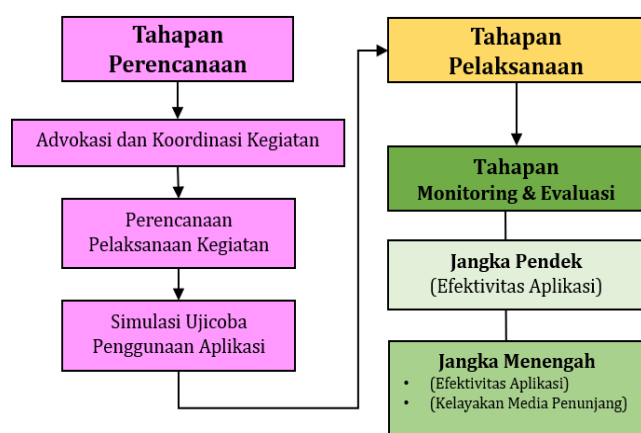 Tahapan
Perencanaan
Advokasi dan Koordinasi Kegiatan
Perencanaan
Pelaksanaan Kegiatan
Simulasi Ujicoba
Penggunaan Aplikasi
Tahapan
Pelaksanaan
Tahapan
Monitoring & Evaluasi
Jangka Pendek
(Efektivitas Aplikasi)
Jangka Menengah
• (Efektivitas Aplikasi)
• (Kelayakan Media Penunjang)